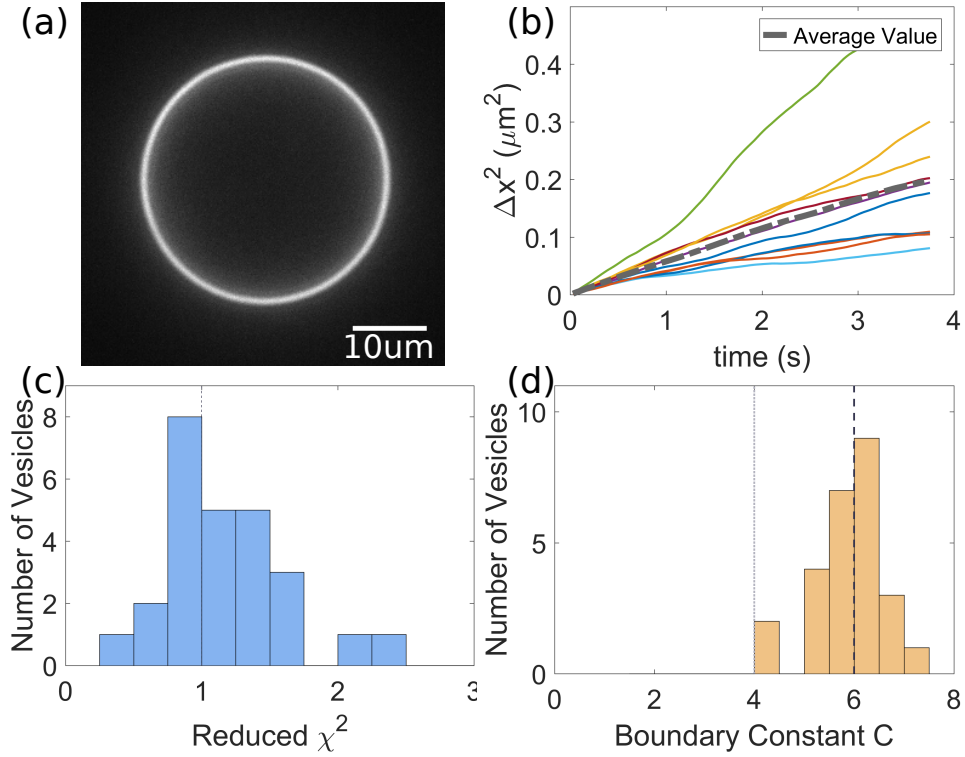 (a)
10um
(b)
Average Value
Δx² (μm²)
0.4
0.3
0.2
0.1
0
0 1 2 3 4
time (s)
(c)
Number of Vesicles
8
6
4
2
0
0 1 2 3
Reduced χ²
(d)
Number of Vesicles
10
5
0
2 4 6 8
Boundary Constant C